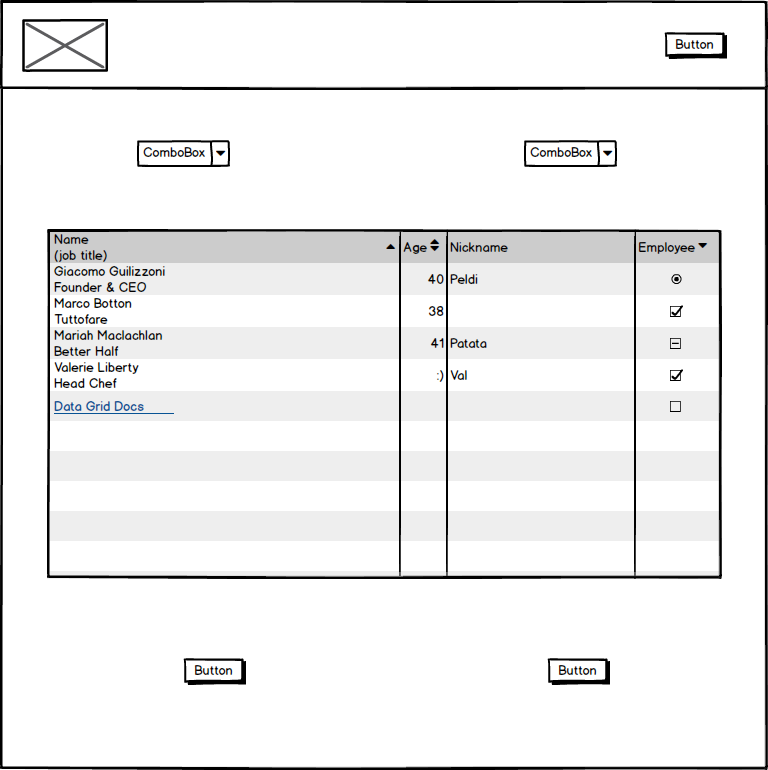 Button
ComboBox
ComboBox
Name
(job title)
Age
Nickname
Employee
Giacomo Guilizzoni
Founder & CEO
40
Peldi
Marco Botton
Tuttofare
38
Mariah Maclachlan
Better Half
41
Patata
Valerie Liberty
Head Chef
:)
Val
Data Grid Docs
Button
Button